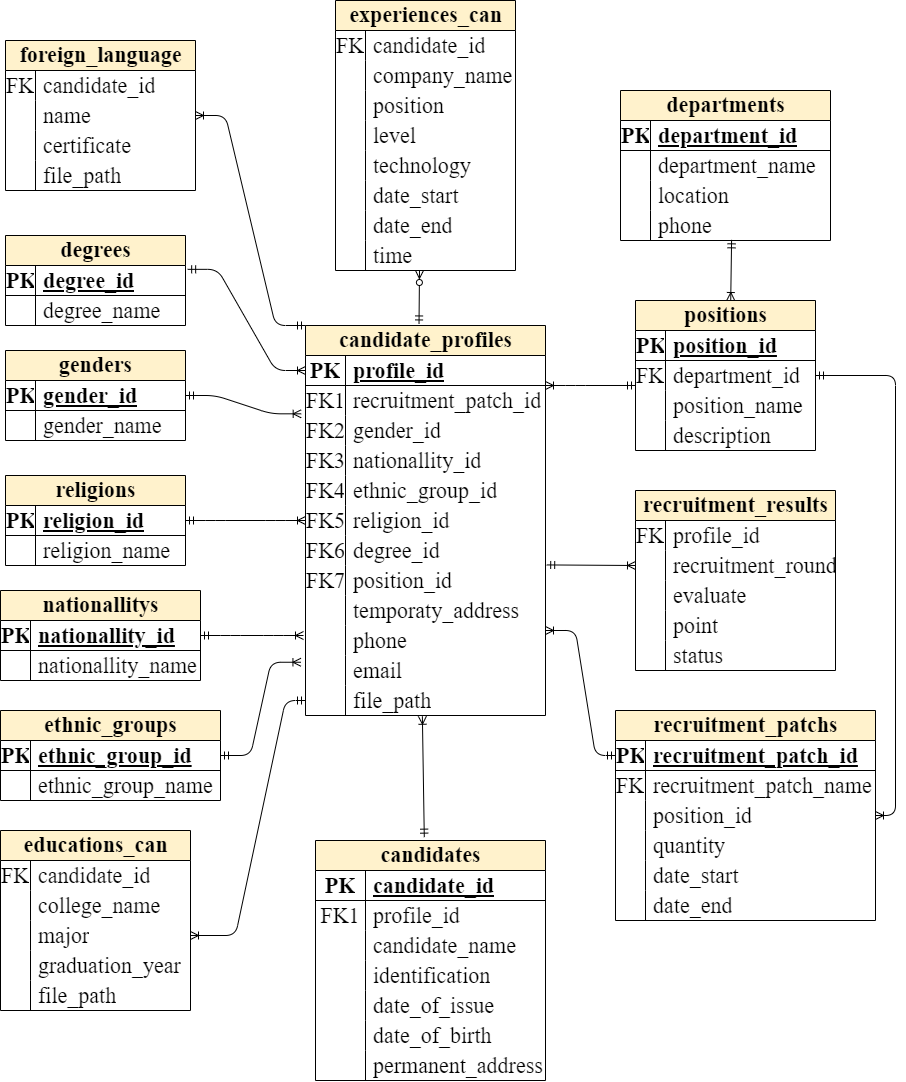 experiences_can
FK candidate_id
company_name
position
level
technology
date_start
date_end
time
foreign_language
FK candidate_id
name
certificate
file_path
departments
PK department_id
department_name
location
phone
degrees
PK degree_id
degree_name
genders
PK gender_id
gender_name
religions
PK religion_id
religion_name
nationallitys
PK nationallity_id
nationallity_name
ethnic_groups
PK ethnic_group_id
ethnic_group_name
educations_can
FK candidate_id
college_name
major
graduation_year
file_path
candidate_profiles
PK profile_id
FK1 recruitment_patch_id
FK2 gender_id
FK3 nationallity_id
FK4 ethnic_group_id
FK5 religion_id
FK6 degree_id
FK7 position_id
temporaty_address
phone
email
file_path
candidates
PK candidate_id
FK1 profile_id
candidate_name
identification
date_of_issue
date_of_birth
permanent_address
positions
PK position_id
FK department_id
position_name
description
recruitment_results
FK profile_id
recruitment_round
evaluate
point
status
recruitment_patchs
PK recruitment_patch_id
FK recruitment_patch_name
position_id
quantity
date_start
date_end